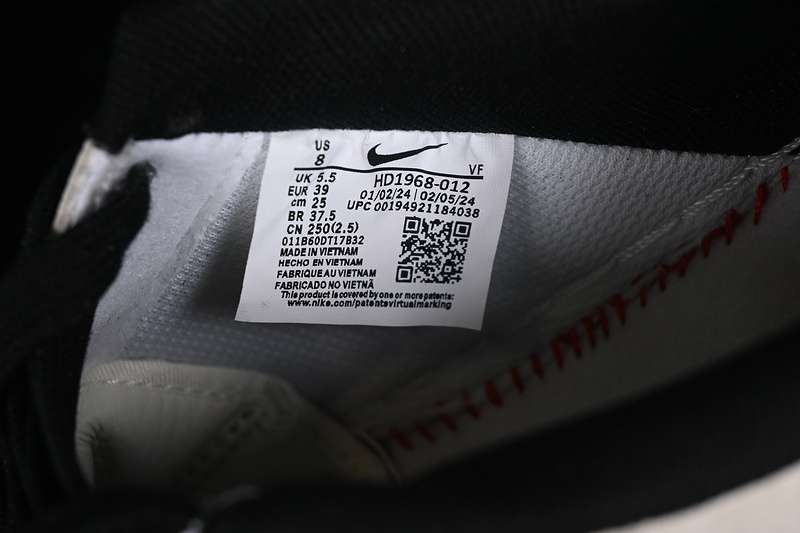 US
8
VF
UK 5.5
EUR 39
cm 25
BR 37.5
CN 250(2.5)
011B60DT17B32
MADE IN VIETNAM
HECHO EN VIETNAM
FABRIQUE AU VIETNAM
FABRICADO NO VIETNÃ
HD1968-012
01/02/24 | 02/05/24
UPC 00194921184038
This product is covered by one or more patents:
www.nike.com/patentsvirtualmarking